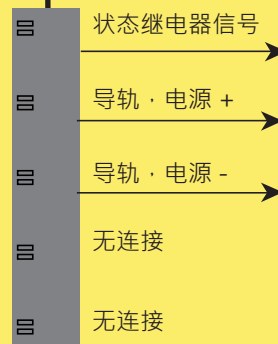 状态继电器信号
导轨，电源 +
导轨，电源 -
无连接
无连接